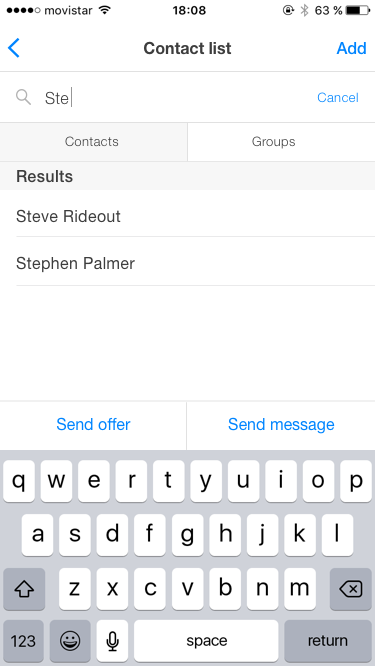 movistar 18:08 63 %
Contact list Add
Ste Cancel
Contacts Groups
Results
Steve Rideout
Stephen Palmer
Send offer Send message
q w e r t y u i o p
a s d f g h j k l
z x c v b n m
123 space return